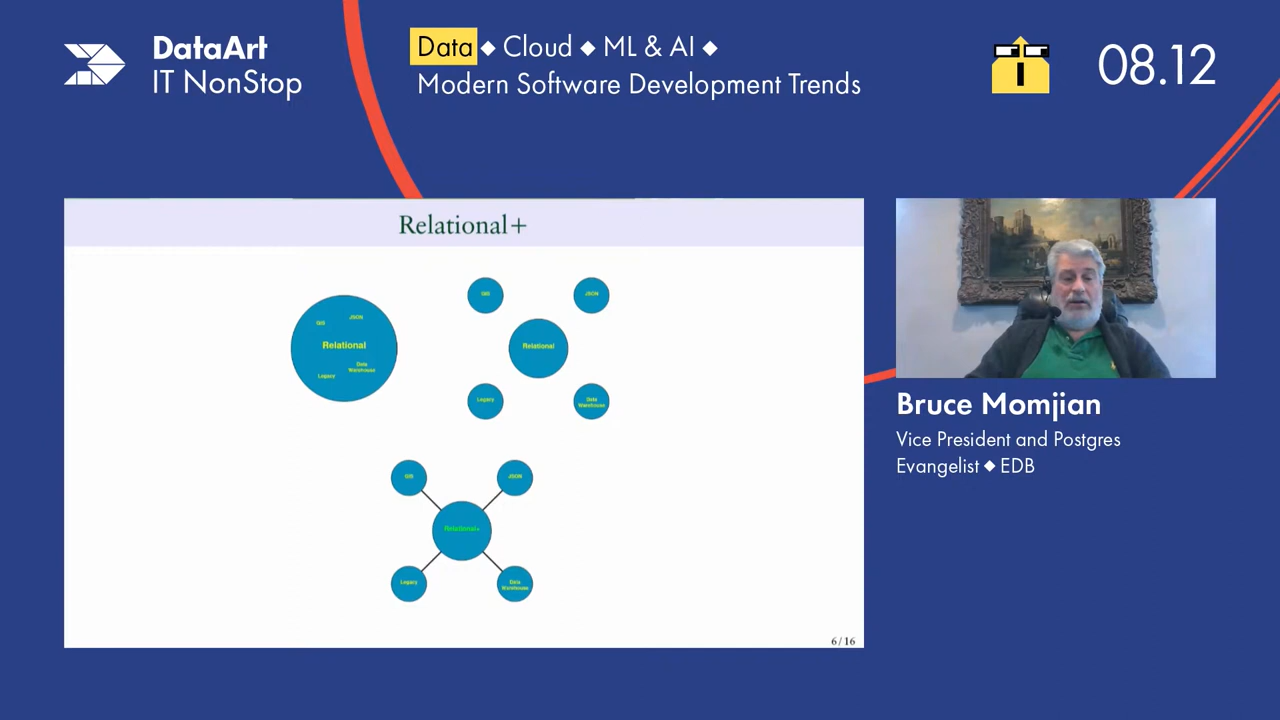 DataArt
IT NonStop
Data ◆ Cloud ◆ ML & AI ◆
Modern Software Development Trends
08.12
Relational+
GIS
JSON
Relational
Legacy
Data
Warehouse
GIS
JSON
Relational
Legacy
Data
Warehouse
GIS
JSON
Relational+
Legacy
Data
Warehouse
6 / 16
Bruce Momjian
Vice President and Postgres
Evangelist ◆ EDB